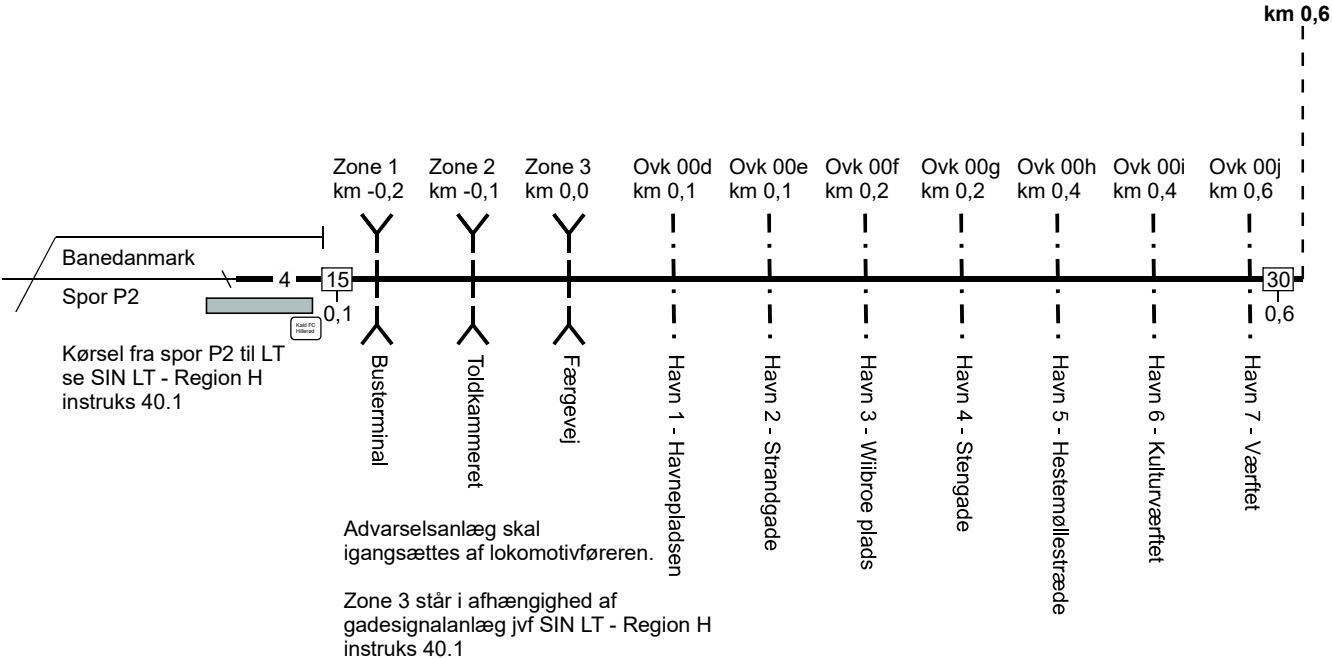 km 0,6
Zone 1
km -0,2
Zone 2
km -0,1
Zone 3
km 0,0
Ovk 00d
km 0,1
Ovk 00e
km 0,1
Ovk 00f
km 0,2
Ovk 00g
km 0,2
Ovk 00h
km 0,4
Ovk 00i
km 0,4
Ovk 00j
km 0,6
Banedanmark
4
15
30
Spor P2
0,1
0,6
Kald FC
Hillerød
Kørsel fra spor P2 til LT
se SIN LT - Region H
instruks 40.1
Busterminal
Toldkammeret
Færgevej
Havn 1 - Havnepladsen
Havn 2 - Strandgade
Havn 3 - Wiibroe plads
Havn 4 - Stengade
Havn 5 - Hestemøllestræde
Havn 6 - Kulturværftet
Havn 7 - Værftet
Advarselsanlæg skal
igangsættes af lokomotivføreren.
Zone 3 står i afhængighed af
gadesignalanlæg jvf SIN LT - Region H
instruks 40.1